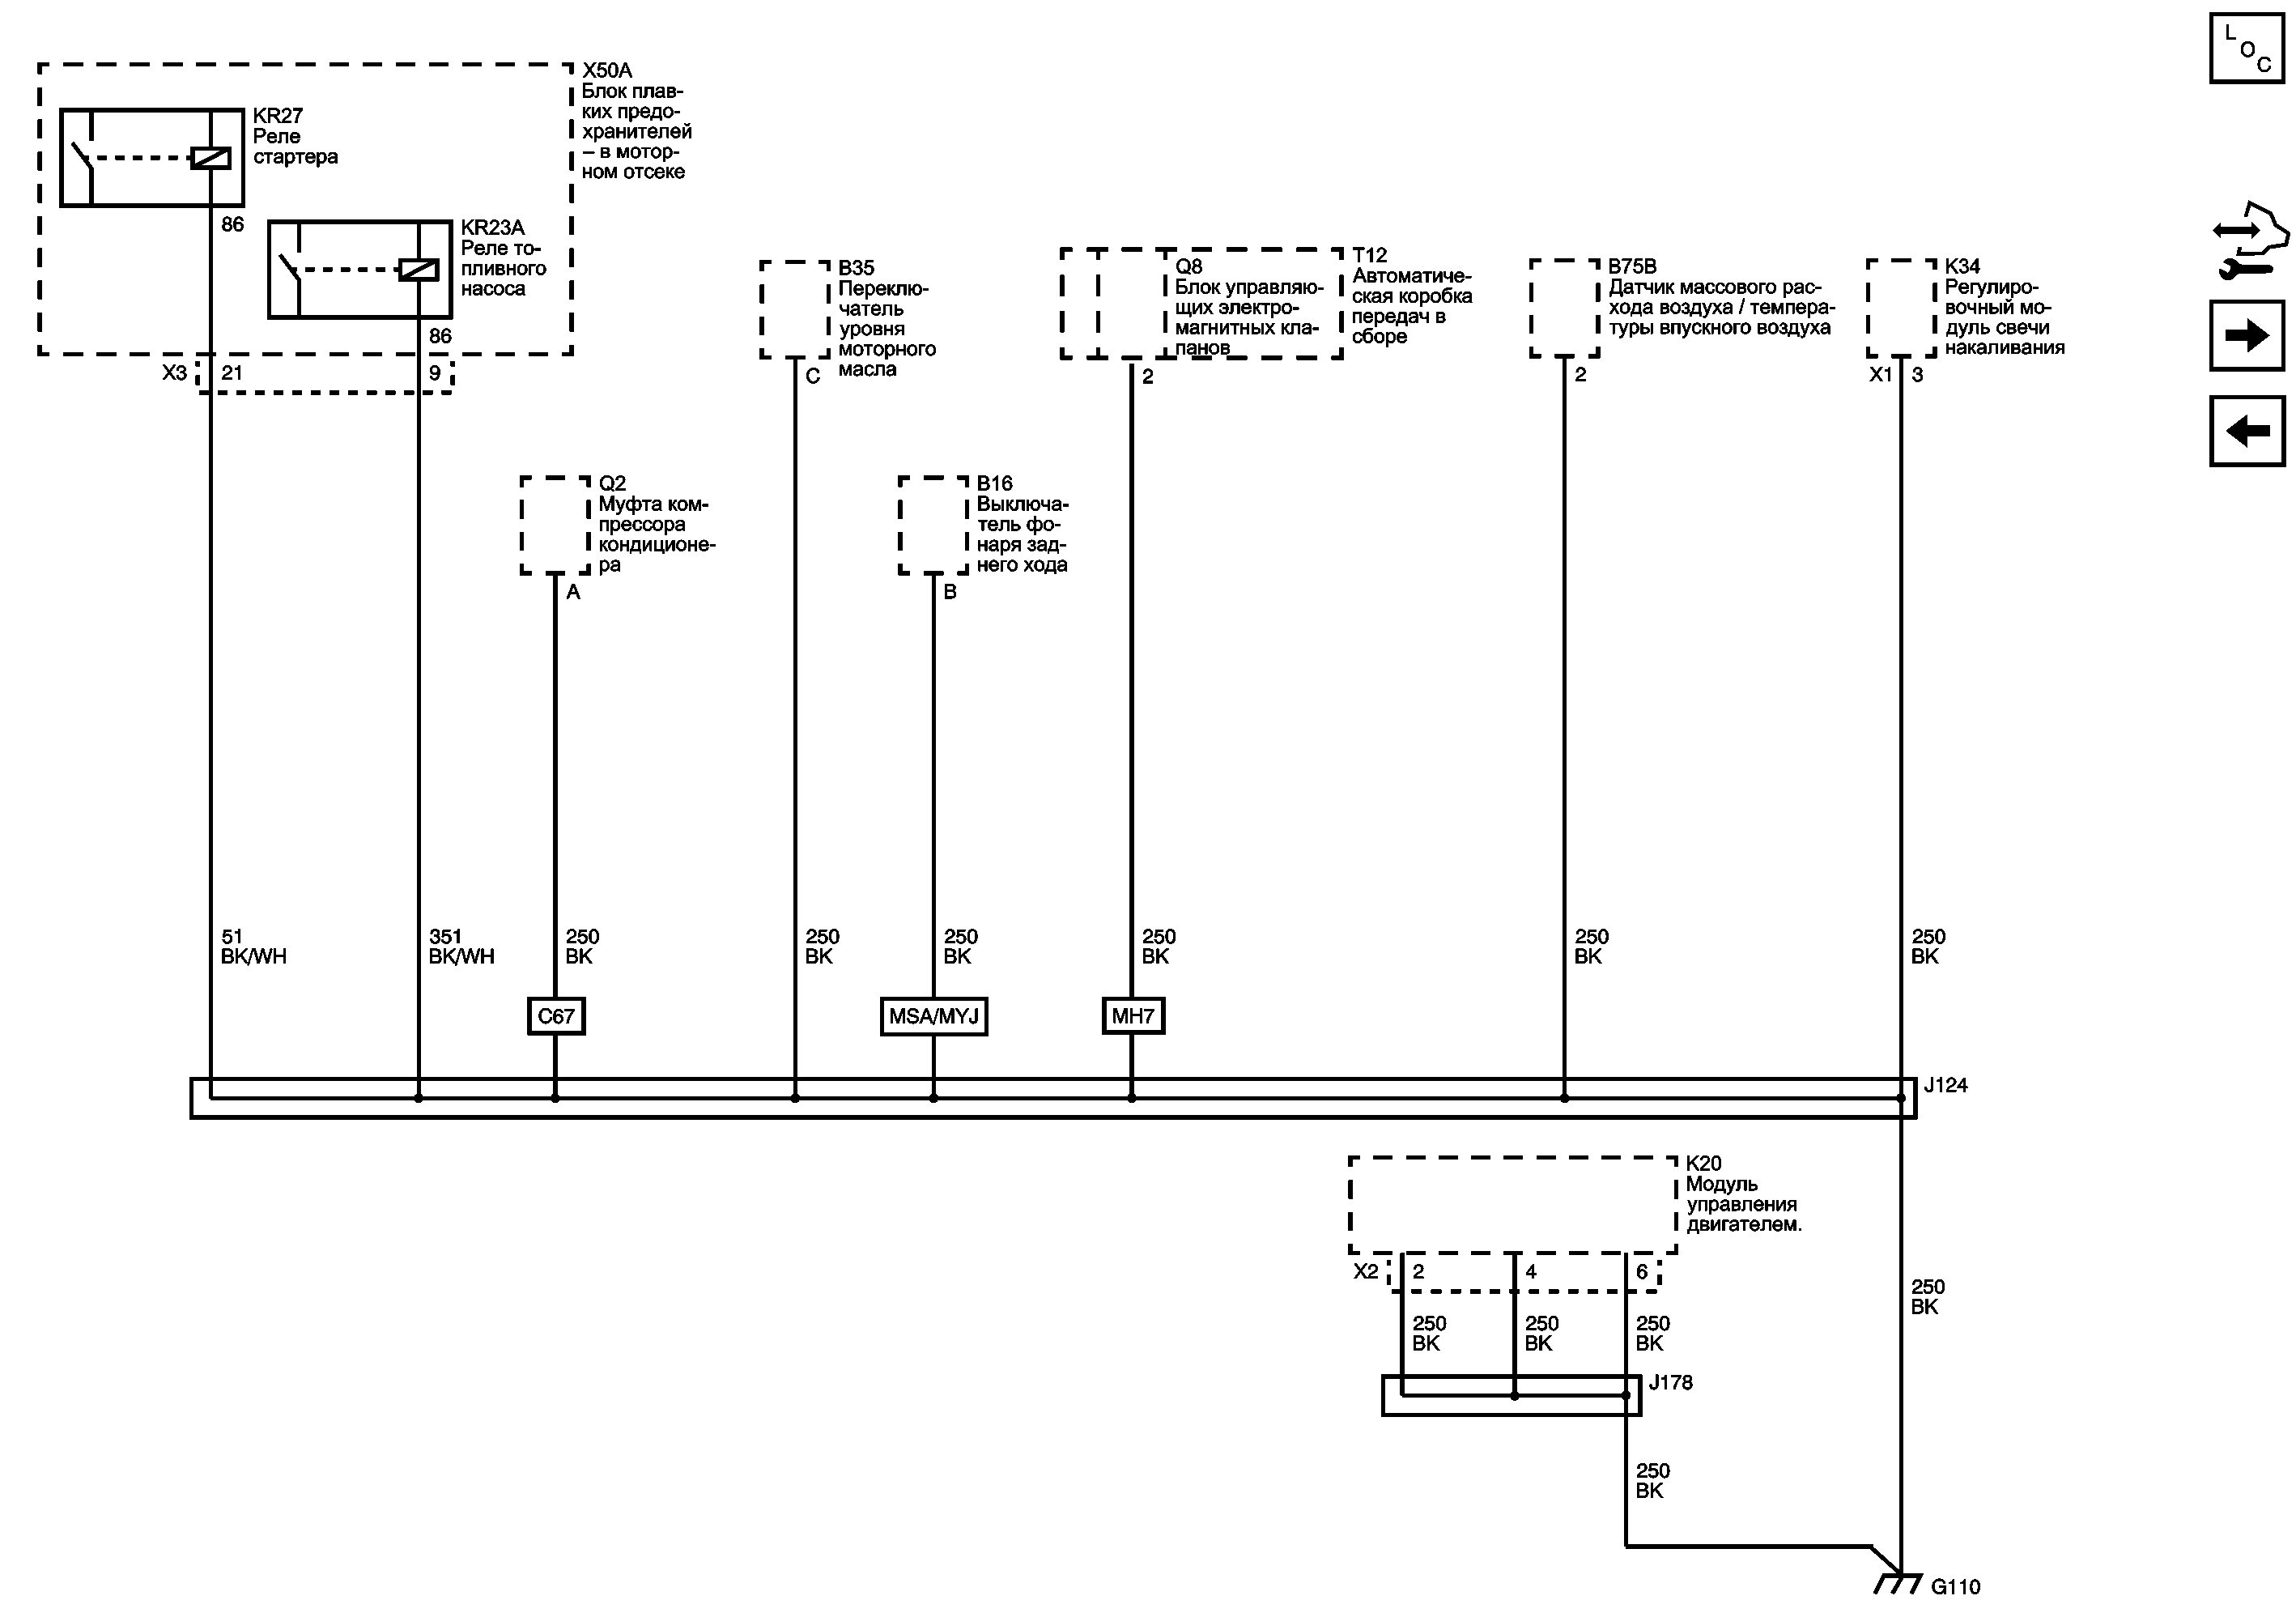 L
O
C
X50A
Блок плав-
ких предо-
хранителей
– в мотор-
ном отсеке
KR27
Реле
стартера
86
KR23A
Реле то-
пливного
насоса
86
X3
21
9
B35
Переклю-
чатель
уровня
моторного
масла
C
Q8
Блок управляю-
щих электро-
магнитных кла-
панов
T12
Автоматиче-
ская коробка
передач в
сборе
2
B75B
Датчик массового рас-
хода воздуха / темпера-
туры впускного воздуха
2
K34
Регулиро-
вочный мо-
дуль свечи
накаливания
X1
3
Q2
Муфта ком-
прессора
кондиционе-
ра
A
B16
Выключа-
тель фо-
наря зад-
него хода
B
51
BK/WH
351
BK/WH
250
BK
250
BK
250
BK
250
BK
250
BK
250
BK
C67
MSA/MYJ
MH7
J124
K20
Модуль
управления
двигателем.
X2
2
4
6
250
BK
250
BK
250
BK
250
BK
J178
250
BK
G110